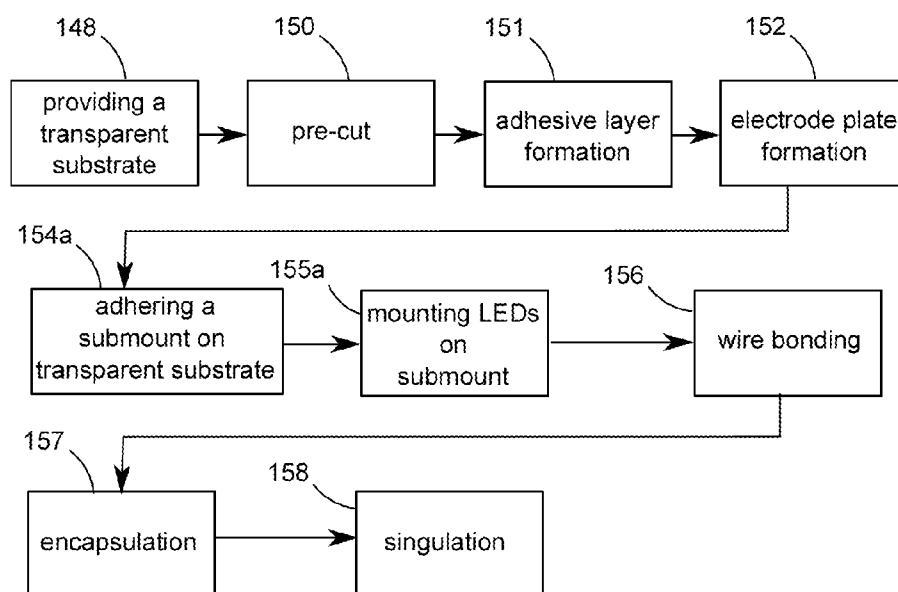 148
150
151
152
providing a
transparent
substrate
pre-cut
adhesive layer
formation
electrode plate
formation
154a
155a
156
adhering a
submount on
transparent substrate
mounting LEDs
on
submount
wire bonding
157
158
encapsulation
singulation